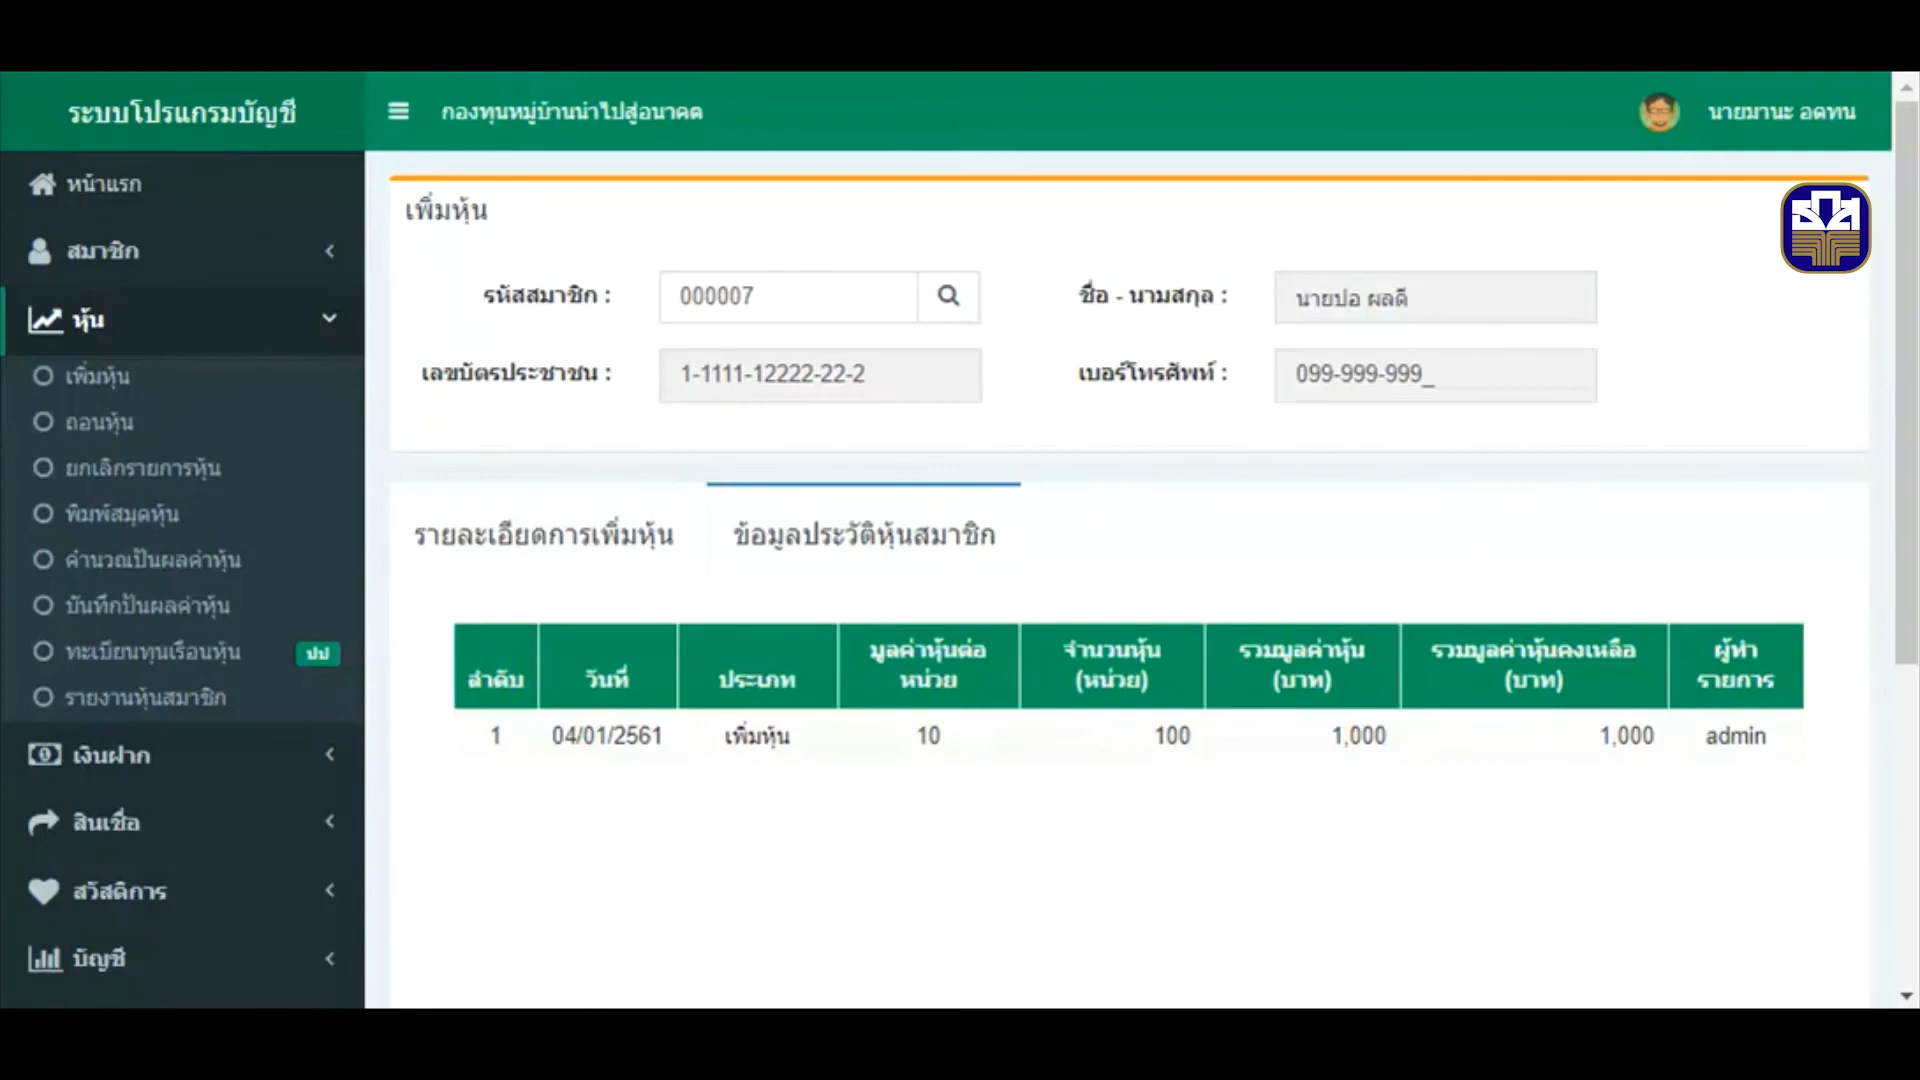 ระบบโปรแกรมบัญชี
กองทุนหมู่บ้านนำไปสู่อนาคต
นายมานะ อดทน
หน้าแรก
สมาชิก
หุ้น
เพิ่มหุ้น
ถอนหุ้น
ยกเลิกรายการหุ้น
พิมพ์สมุดหุ้น
คำนวณปันผลค่าหุ้น
บันทึกปันผลค่าหุ้น
ทะเบียนทุนเรือนหุ้น ปป
รายงานหุ้นสมาชิก
เงินฝาก
สินเชื่อ
สวัสดิการ
บัญชี
เพิ่มหุ้น
ธกส
รหัสสมาชิก : 000007 ชื่อ - นามสกุล : นายปอ ผลดี
เลขบัตรประชาชน : 1-1111-12222-22-2 เบอร์โทรศัพท์ : 099-999-999_
รายละเอียดการเพิ่มหุ้น ข้อมูลประวัติหุ้นสมาชิก
ลำดับ วันที่ ประเภท มูลค่าหุ้นต่อหน่วย จำนวนหุ้น (หน่วย) รวมมูลค่าหุ้น (บาท) รวมมูลค่าหุ้นคงเหลือ (บาท) ผู้ทำรายการ
1 04/01/2561 เพิ่มหุ้น 10 100 1,000 1,000 admin